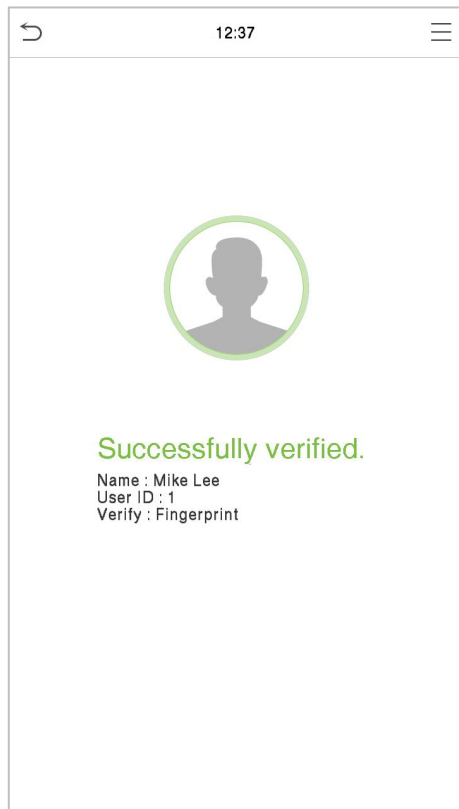 12:37
Successfully verified.
Name : Mike Lee
User ID : 1
Verify : Fingerprint